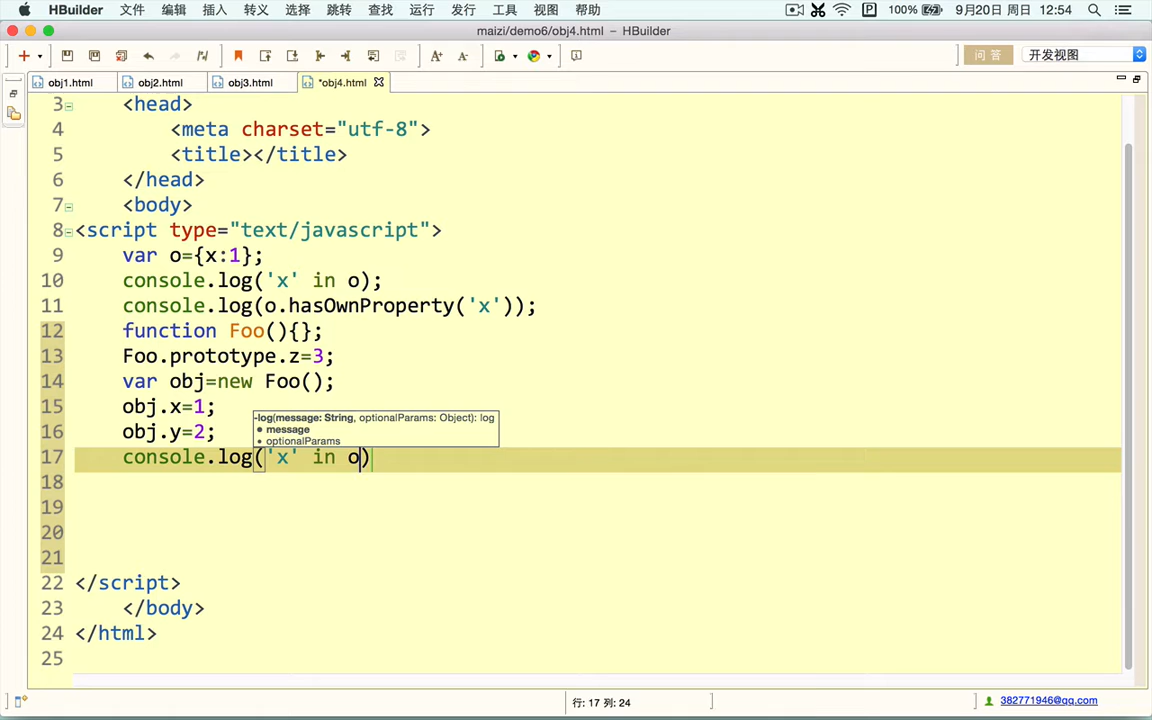 HBuilder 文件 编辑 插入 转义 选择 跳转 查找 运行 发行 工具 视图 帮助 100% 9月20日 周日 12:54
maizi/demo6/obj4.html — HBuilder
问 答 开发视图
obj1.html obj2.html obj3.html *obj4.html
3 <head>
4 <meta charset="utf-8">
5 <title></title>
6 </head>
7 <body>
8 <script type="text/javascript">
9 var o={x:1};
10 console.log('x' in o);
11 console.log(o.hasOwnProperty('x'));
12 function Foo(){};
13 Foo.prototype.z=3;
14 var obj=new Foo();
15 obj.x=1;
-log(message: String, optionalParams: Object): log
• message
16 obj.y=2;
• optionalParams
17 console.log('x' in o)
18
19
20
21
22 </script>
23 </body>
24 </html>
25
行: 17 列: 24 382771946@qq.com